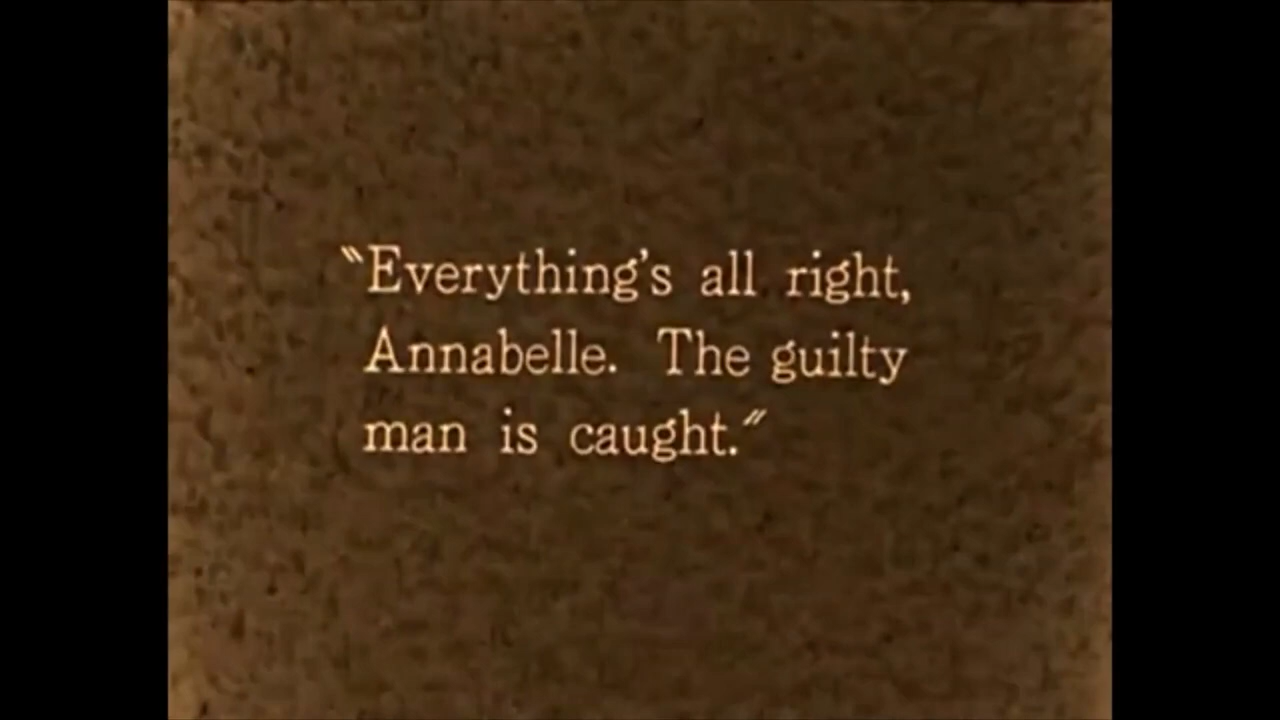 "Everything's all right,
Annabelle. The guilty
man is caught."